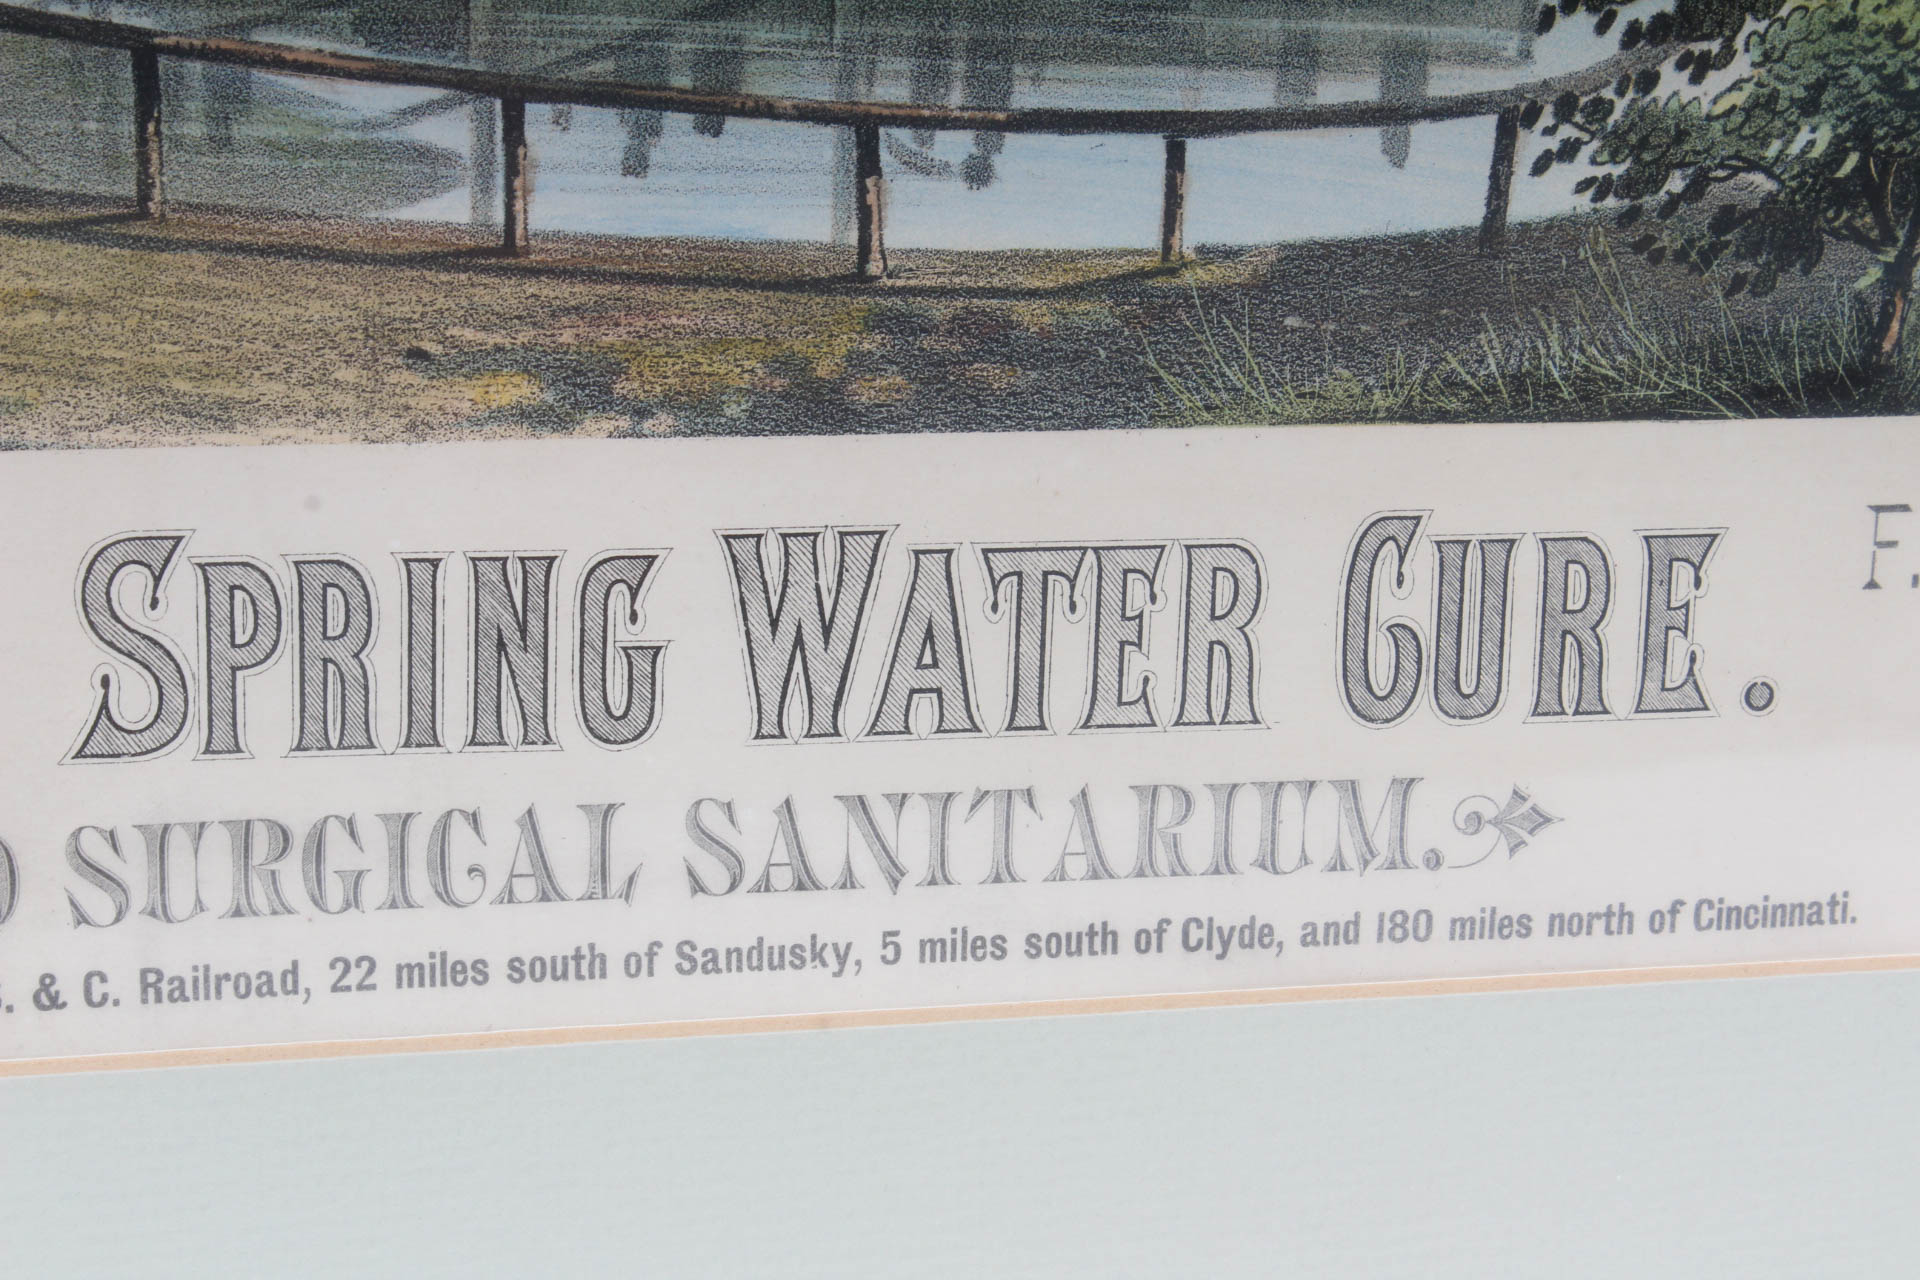 SPRING WATER CURE. F.
SURGICAL SANITARIUM.
& C. Railroad, 22 miles south of Sandusky, 5 miles south of Clyde, and 180 miles north of Cincinnati.